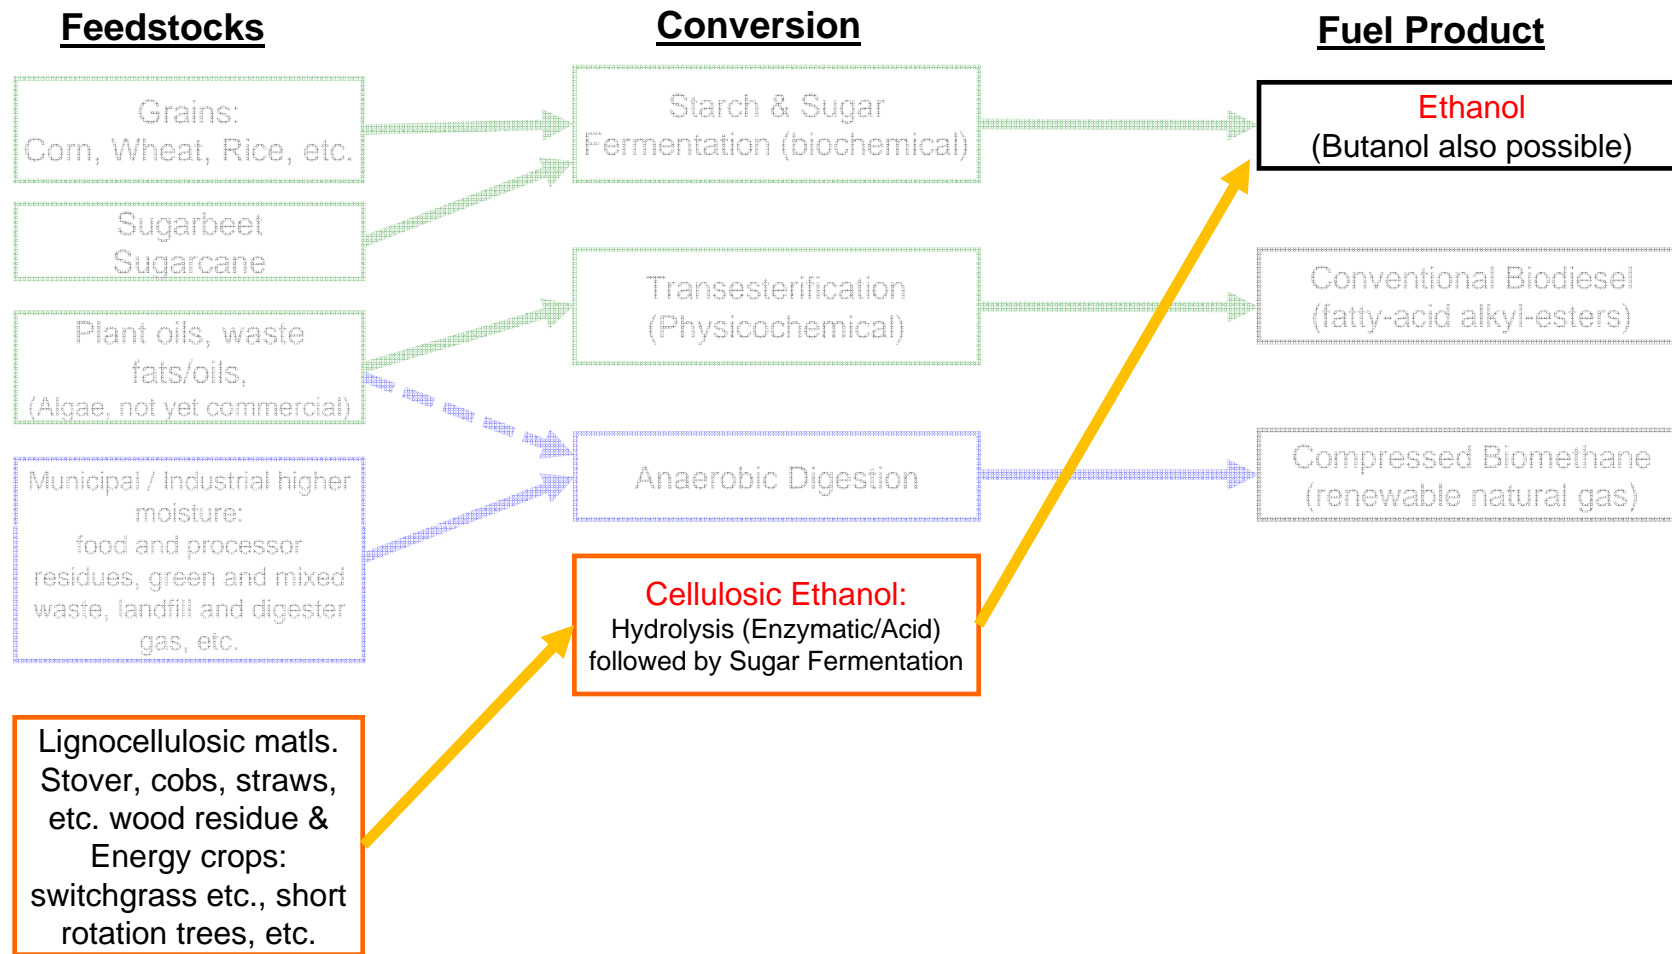 Feedstocks
Conversion
Fuel Product
Grains:
Corn, Wheat, Rice, etc.
Starch & Sugar
Fermentation (biochemical)
Ethanol
(Butanol also possible)
Sugarbeet
Sugarcane
Plant oils, waste
fats/oils,
(Algae, not yet commercial)
Transesterification
(Physicochemical)
Conventional Biodiesel
(fatty-acid alkyl-esters)
Municipal / Industrial higher
moisture:
food and processor
residues, green and mixed
waste, landfill and digester
gas, etc.
Anaerobic Digestion
Compressed Biomethane
(renewable natural gas)
Cellulosic Ethanol:
Hydrolysis (Enzymatic/Acid)
followed by Sugar Fermentation
Lignocellulosic matls.
Stover, cobs, straws,
etc. wood residue &
Energy crops:
switchgrass etc., short
rotation trees, etc.